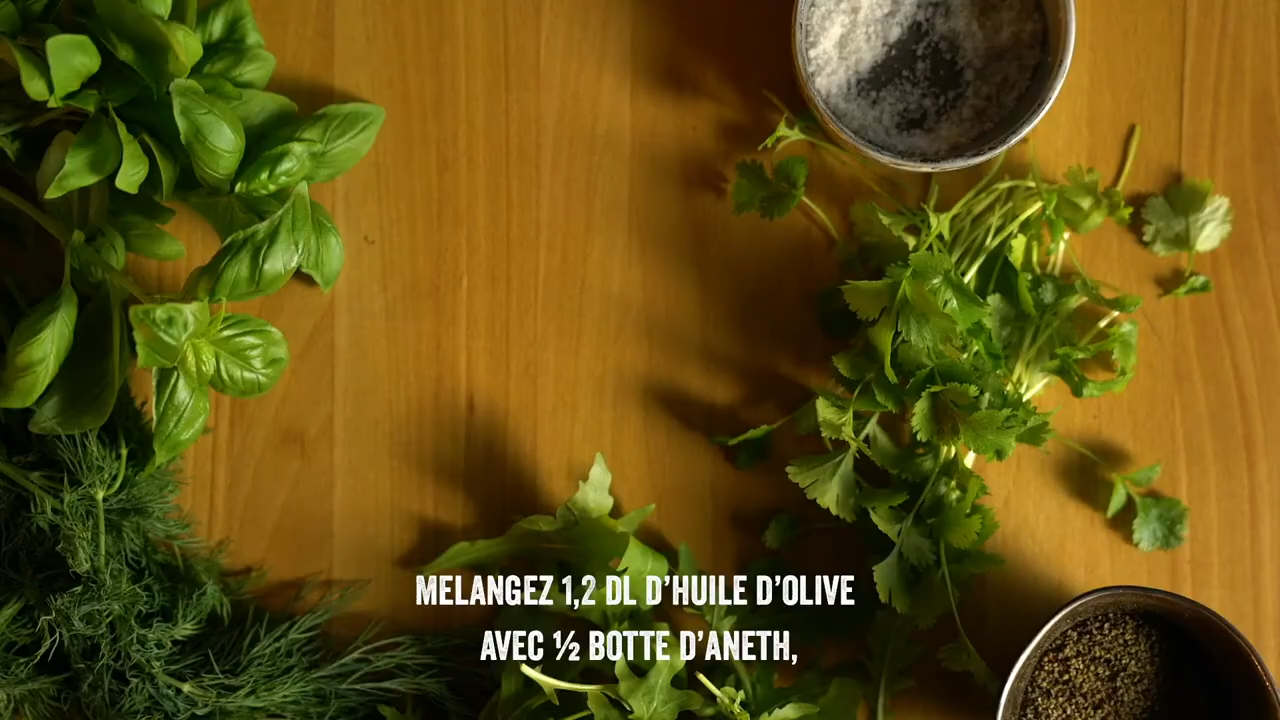 MELANGEZ 1,2 DL D’HUILE D’OLIVE
AVEC ½ BOTTE D’ANETH,